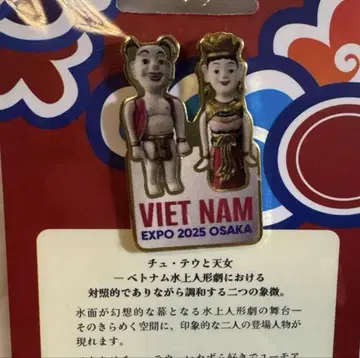 VIET NAM
EXPO 2025 OSAKA
チュ・テウと天女
―ベトナム水上人形劇における
対照的でありながら調和する二つの象徴。
水面が幻想的な幕となる水上人形劇の舞台―
そのきらめく空間に、印象的な二人の登場人物が
現れます。